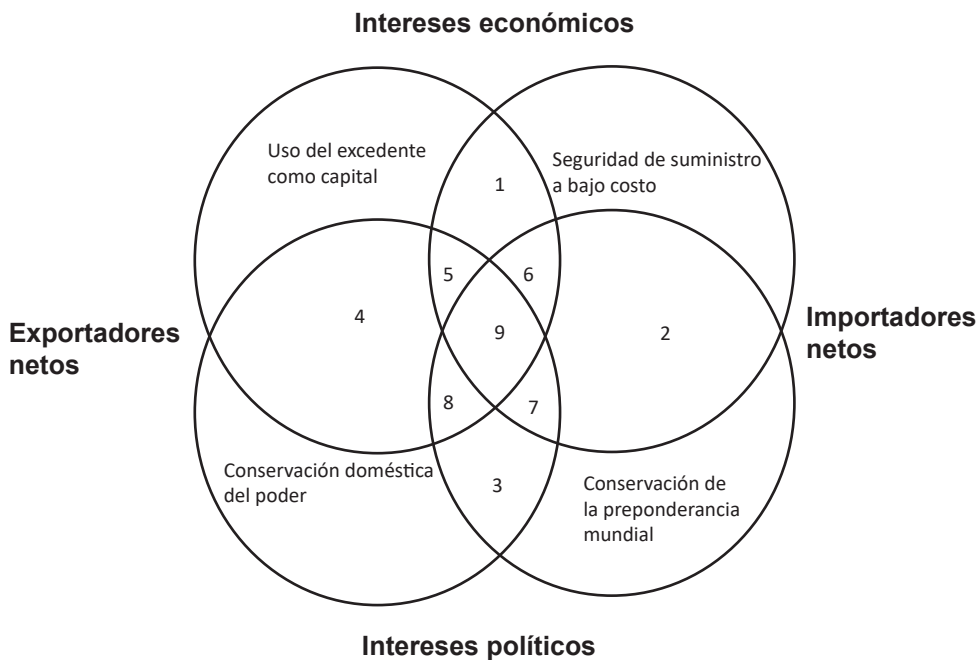 Intereses económicos
Uso del excedente
como capital
Seguridad de suministro
a bajo costo
1
5
6
4
Exportadores
netos
9
2
Importadores
netos
8
7
Conservación doméstica
del poder
3
Conservación de
la preponderancia
mundial
Intereses políticos